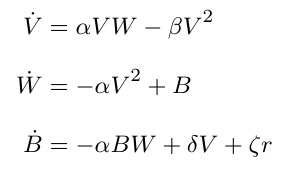 V̇ = αVW − βV²
Ẇ = −αV² + B
Ḃ = −αBW + δV + ζr